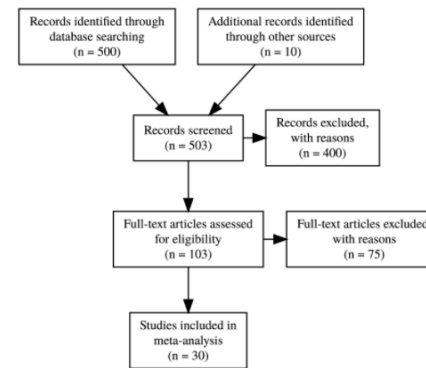 Records identified through
database searching
(n = 500)
Additional records identified
through other sources
(n = 10)
Records screened
(n = 503)
Records excluded,
with reasons
(n = 400)
Full-text articles assessed
for eligibility
(n = 103)
Full-text articles excluded
with reasons
(n = 75)
Studies included in
meta-analysis
(n = 30)